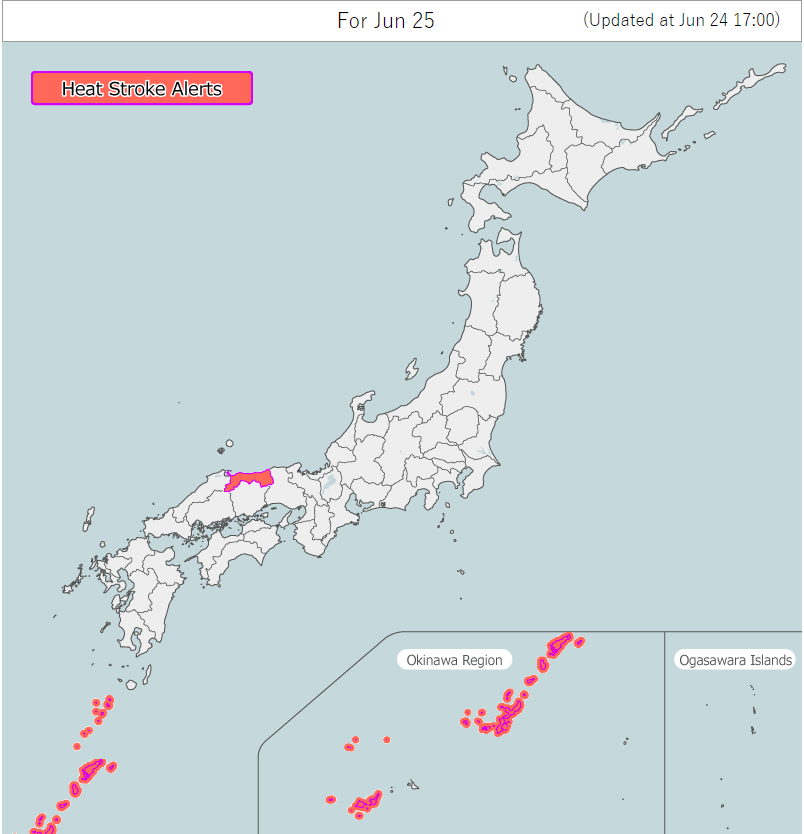 For Jun 25
(Updated at Jun 24 17:00)
Heat Stroke Alerts
Okinawa Region
Ogasawara Islands